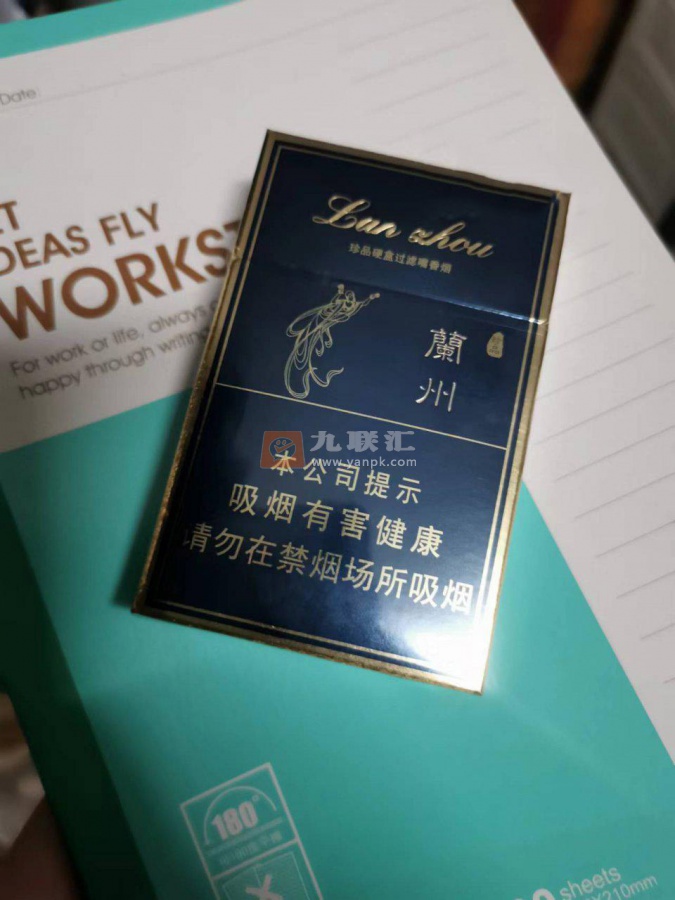 Date
DEAS FLY
WORKS
For work or life, always
happy through writing
Lan zhou
珍品硬盒过滤嘴香烟
蘭
州
九联汇
www.yanpk.com
本公司提示
吸烟有害健康
请勿在禁烟场所吸烟
180°
sheets
X210mm